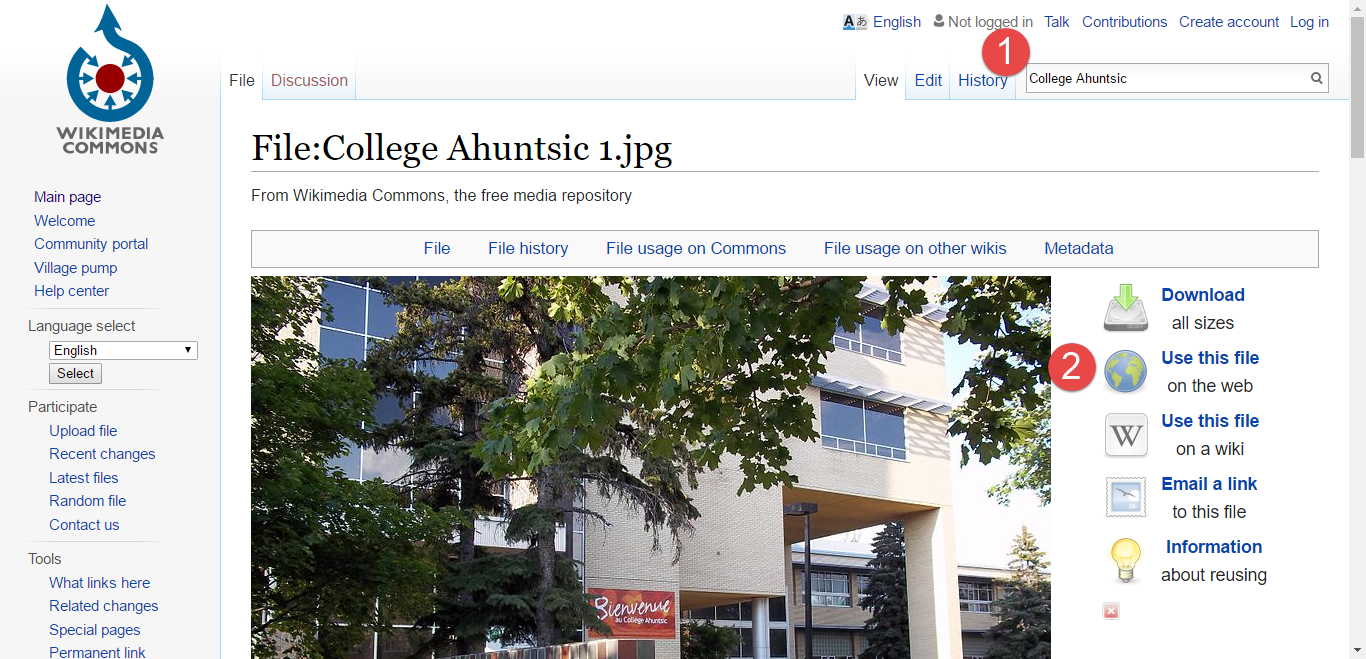 A あ English Not logged in Talk Contributions Create account Log in
1
WIKIMEDIA
COMMONS
File Discussion View Edit History College Ahuntsic
File:College Ahuntsic 1.jpg
From Wikimedia Commons, the free media repository
File File history File usage on Commons File usage on other wikis Metadata
Main page
Welcome
Community portal
Village pump
Help center
Language select
English
Select
Participate
Upload file
Recent changes
Latest files
Random file
Contact us
Tools
What links here
Related changes
Special pages
Permanent link
Bienvenue
au Collège Ahuntsic
Download
all sizes
2
Use this file
on the web
W
Use this file
on a wiki
Email a link
to this file
Information
about reusing